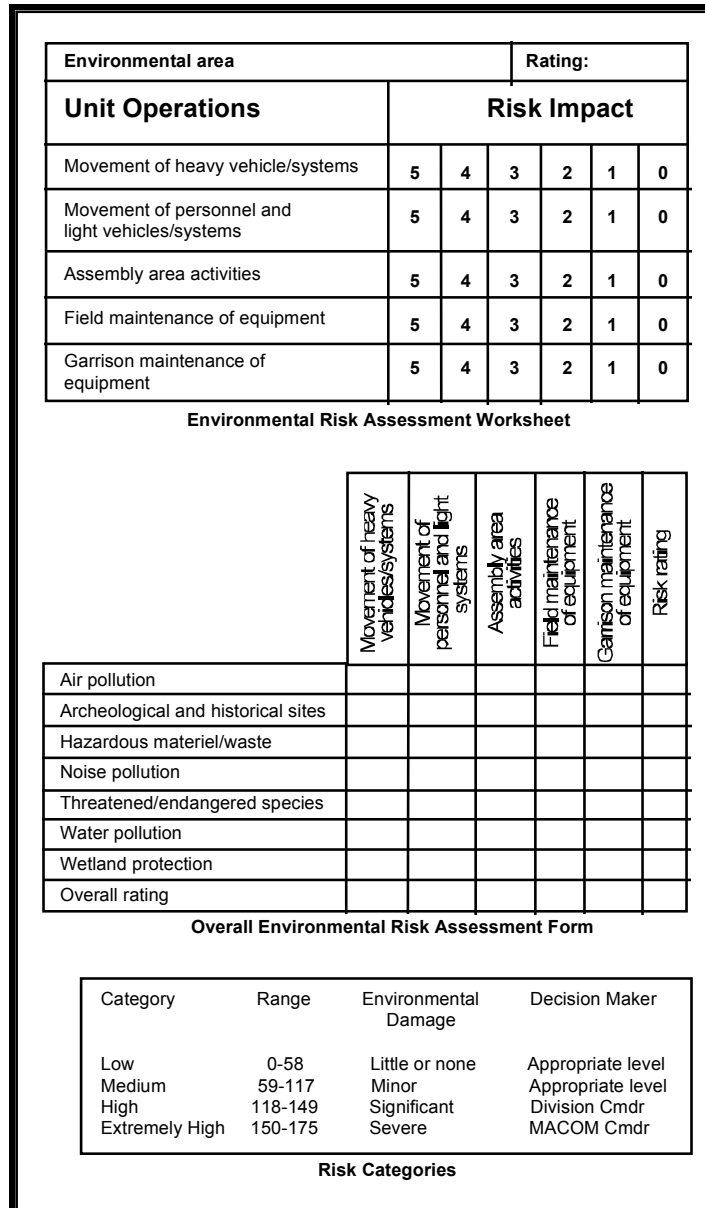 Environmental area Rating:
Unit Operations Risk Impact
Movement of heavy vehicle/systems 5 4 3 2 1 0
Movement of personnel and
light vehicles/systems 5 4 3 2 1 0
Assembly area activities 5 4 3 2 1 0
Field maintenance of equipment 5 4 3 2 1 0
Garrison maintenance of
equipment 5 4 3 2 1 0
Environmental Risk Assessment Worksheet
Movement of heavy
vehicles/systems
Movement of
personnel and light
systems
Assembly area
activities
Field maintenance
of equipment
Garrison maintenance
of equipment
Risk rating
Air pollution
Archeological and historical sites
Hazardous materiel/waste
Noise pollution
Threatened/endangered species
Water pollution
Wetland protection
Overall rating
Overall Environmental Risk Assessment Form
Category Range Environmental Decision Maker
Damage
Low 0-58 Little or none Appropriate level
Medium 59-117 Minor Appropriate level
High 118-149 Significant Division Cmdr
Extremely High 150-175 Severe MACOM Cmdr
Risk Categories